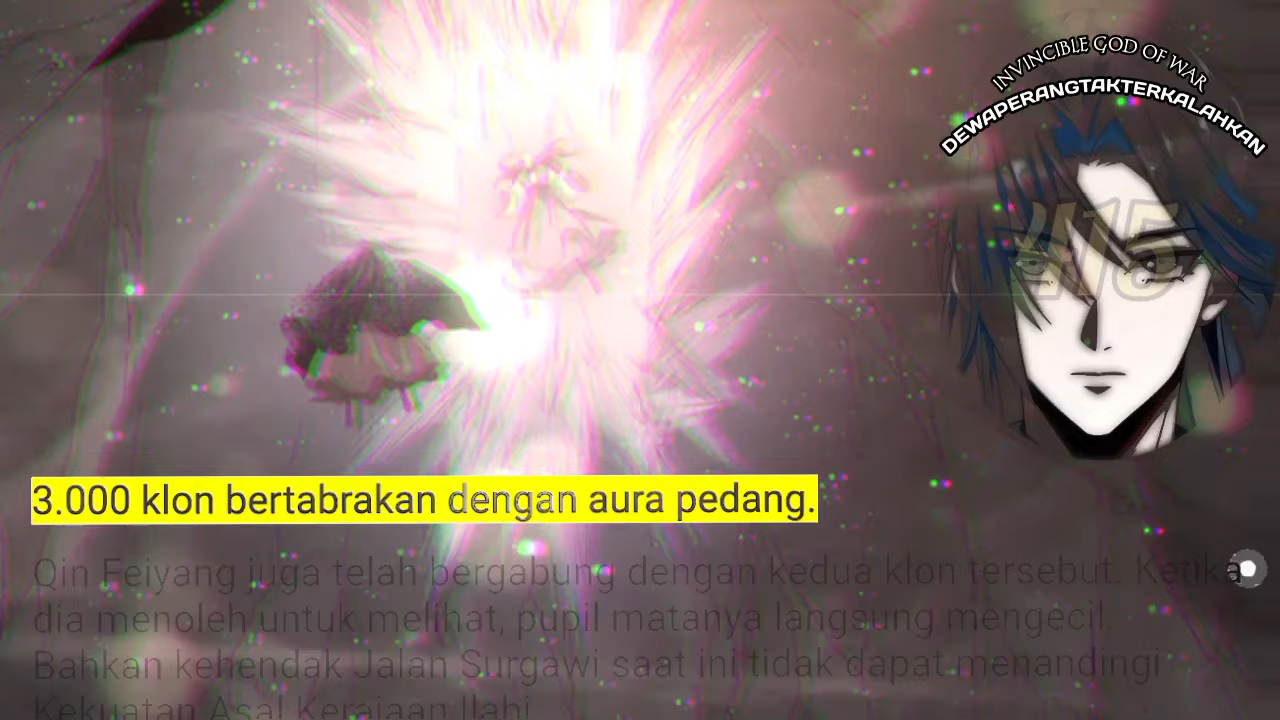 INVINCIBLE GOD OF WAR
DEWAPERANGTAKTERKALAHKAN
415
3.000 klon bertabrakan dengan aura pedang.
Qin Feiyang juga telah bergabung dengan kedua klon tersebut. Ketika
dia menoleh untuk melihat, pupil matanya langsung mengecil.
Bahkan kehendak Jalan Surgawi saat ini tidak dapat menandingi
Kekuatan Asal Kerajaan Ilahi